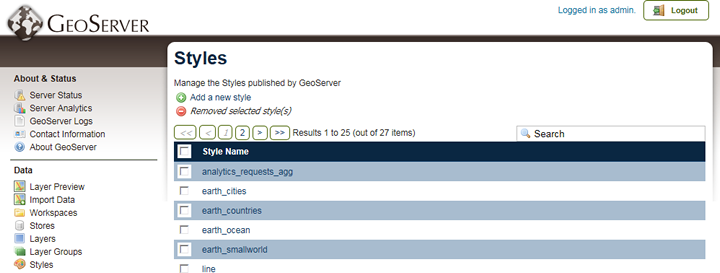 GEOSERVER
Logged in as admin.
Logout
About & Status
Server Status
Server Analytics
GeoServer Logs
Contact Information
About GeoServer
Data
Layer Preview
Import Data
Workspaces
Stores
Layers
Layer Groups
Styles
Styles
Manage the Styles published by GeoServer
Add a new style
Removed selected style(s)
<< < 1 2 > >> Results 1 to 25 (out of 27 items)
Search
Style Name
analytics_requests_agg
earth_cities
earth_countries
earth_ocean
earth_smallworld
line